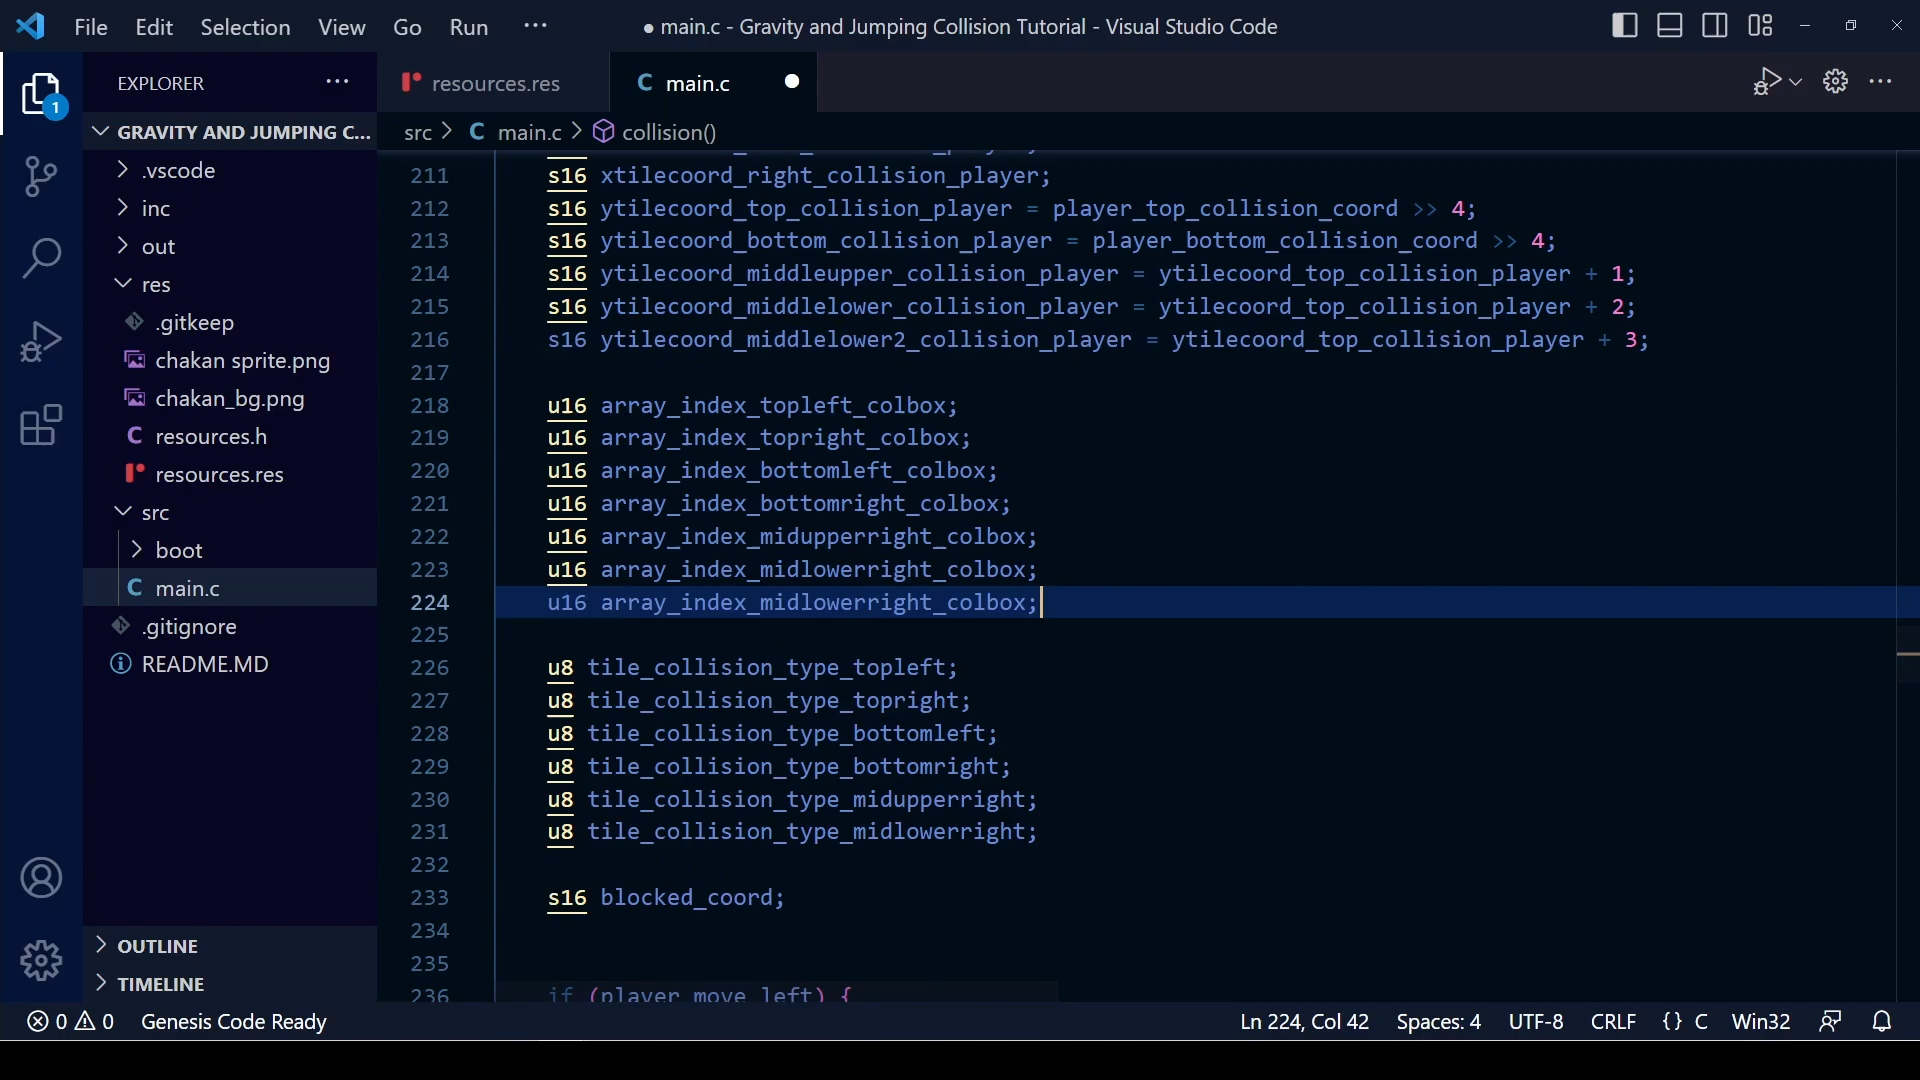 File Edit Selection View Go Run ···
● main.c - Gravity and Jumping Collision Tutorial - Visual Studio Code
EXPLORER ···
1
GRAVITY AND JUMPING C...
.vscode
inc
out
res
.gitkeep
chakan sprite.png
chakan_bg.png
resources.h
resources.res
src
boot
main.c
.gitignore
README.MD
OUTLINE
TIMELINE
resources.res
C main.c
src > C main.c > collision()
211 s16 xtilecoord_right_collision_player;
212 s16 ytilecoord_top_collision_player = player_top_collision_coord >> 4;
213 s16 ytilecoord_bottom_collision_player = player_bottom_collision_coord >> 4;
214 s16 ytilecoord_middleupper_collision_player = ytilecoord_top_collision_player + 1;
215 s16 ytilecoord_middlelower_collision_player = ytilecoord_top_collision_player + 2;
216 s16 ytilecoord_middlelower2_collision_player = ytilecoord_top_collision_player + 3;
217
218 u16 array_index_topleft_colbox;
219 u16 array_index_topright_colbox;
220 u16 array_index_bottomleft_colbox;
221 u16 array_index_bottomright_colbox;
222 u16 array_index_midupperright_colbox;
223 u16 array_index_midlowerright_colbox;
224 u16 array_index_midlowerright_colbox;
225
226 u8 tile_collision_type_topleft;
227 u8 tile_collision_type_topright;
228 u8 tile_collision_type_bottomleft;
229 u8 tile_collision_type_bottomright;
230 u8 tile_collision_type_midupperright;
231 u8 tile_collision_type_midlowerright;
232
233 s16 blocked_coord;
234
235
236 if (player_move_left) {
0 0 Genesis Code Ready
Ln 224, Col 42 Spaces: 4 UTF-8 CRLF {} C Win32